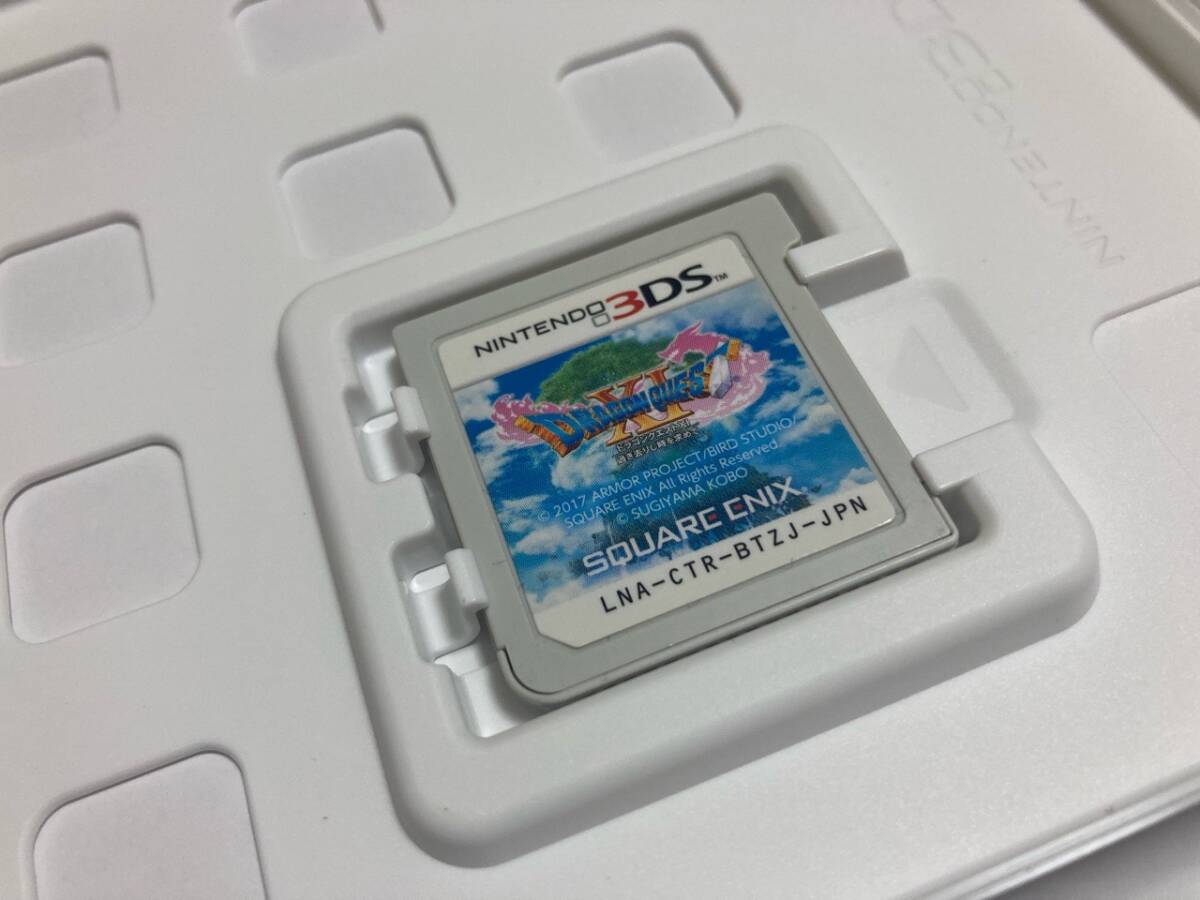 NINTENDO 3DS™
DRAGON QUEST
XI
ドラゴンクエストXI
過ぎ去りし時を求めて
© 2017 ARMOR PROJECT/BIRD STUDIO/
SQUARE ENIX All Rights Reserved
© SUGIYAMA KOBO
SQUARE ENIX.
LNA-CTR-BTZJ-JPN
NINTENDO 3D